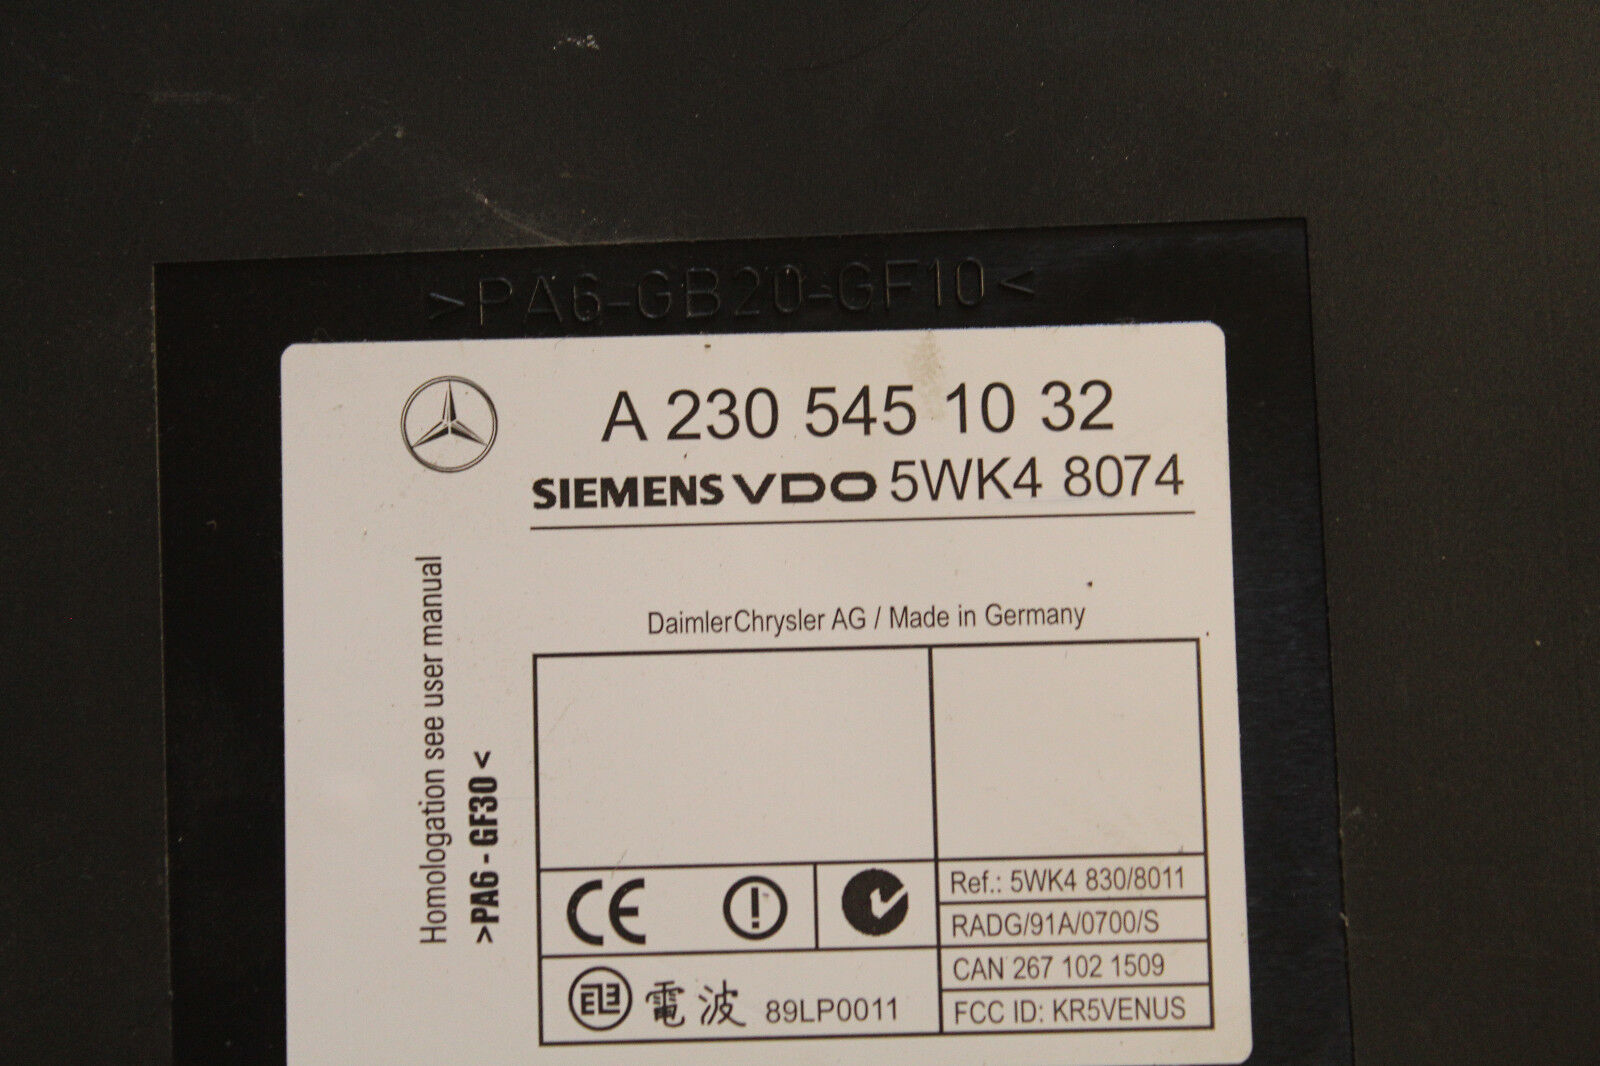 >PA6-GB20-GF10<
A 230 545 10 32
SIEMENS VDO 5WK4 8074
DaimlerChrysler AG / Made in Germany
Homologation see user manual
>PA6 - GF30<
CE
Ref.: 5WK4 830/8011
RADG/91A/0700/S
CAN 267 102 1509
FCC ID: KR5VENUS
電波 89LP0011